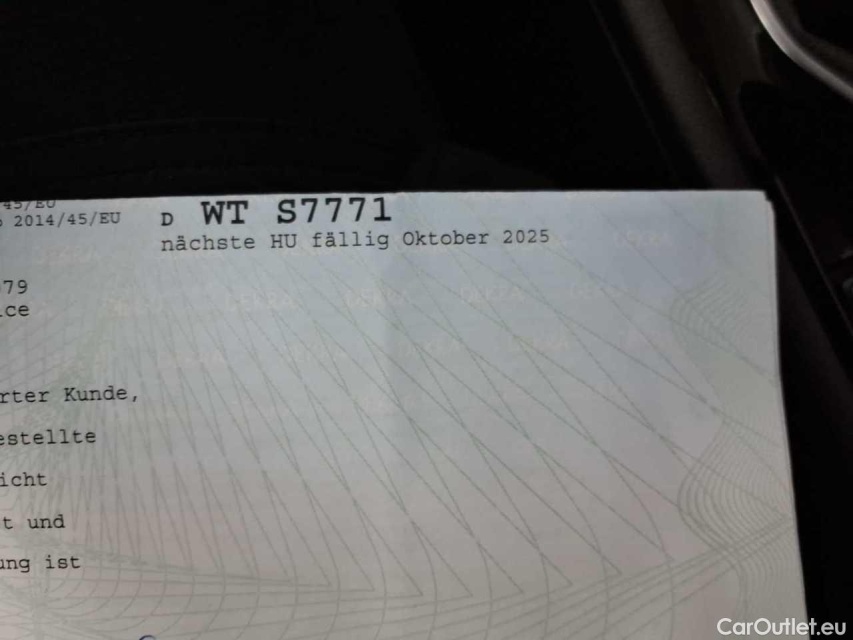 45/EU
2014/45/EU D WT S7771
nächste HU fällig Oktober 2025
79
ce
rter Kunde,
estellte
icht
t und
ung ist
CarOutlet.eu